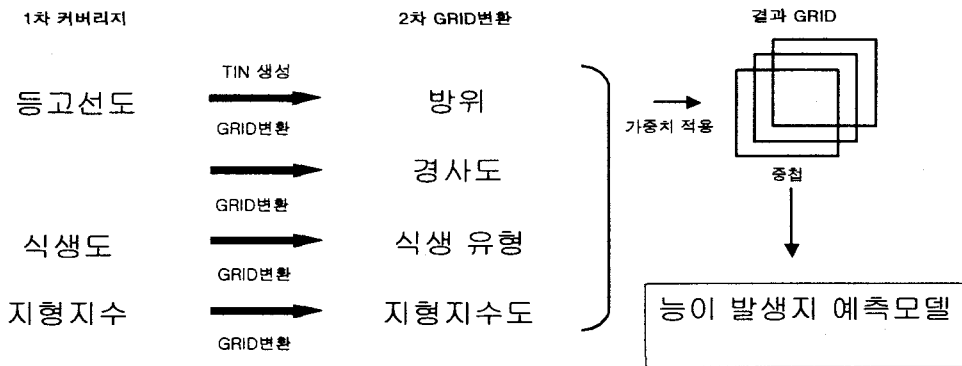 1차 커버리지
2차 GRID변환
결과 GRID
TIN 생성
등고선도
방위
GRID변환
가중치 적용
경사도
중첩
GRID변환
식생도
식생 유형
GRID변환
지형지수
지형지수도
능이 발생지 예측모델
GRID변환